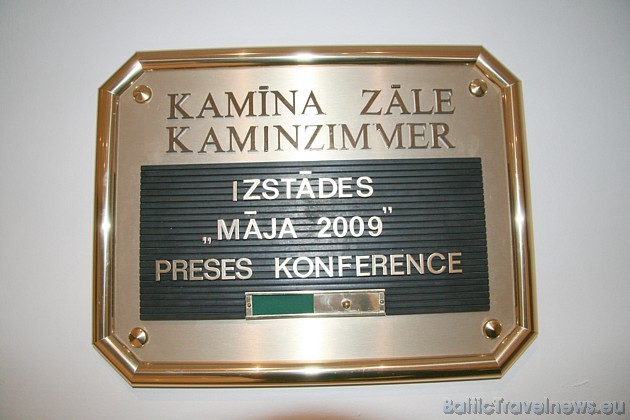 KAMĪNA ZĀLE
KAMINZIMMER
IZSTĀDES
„MĀJA 2009”
PRESES KONFERENCE
BalticTravelnews.eu